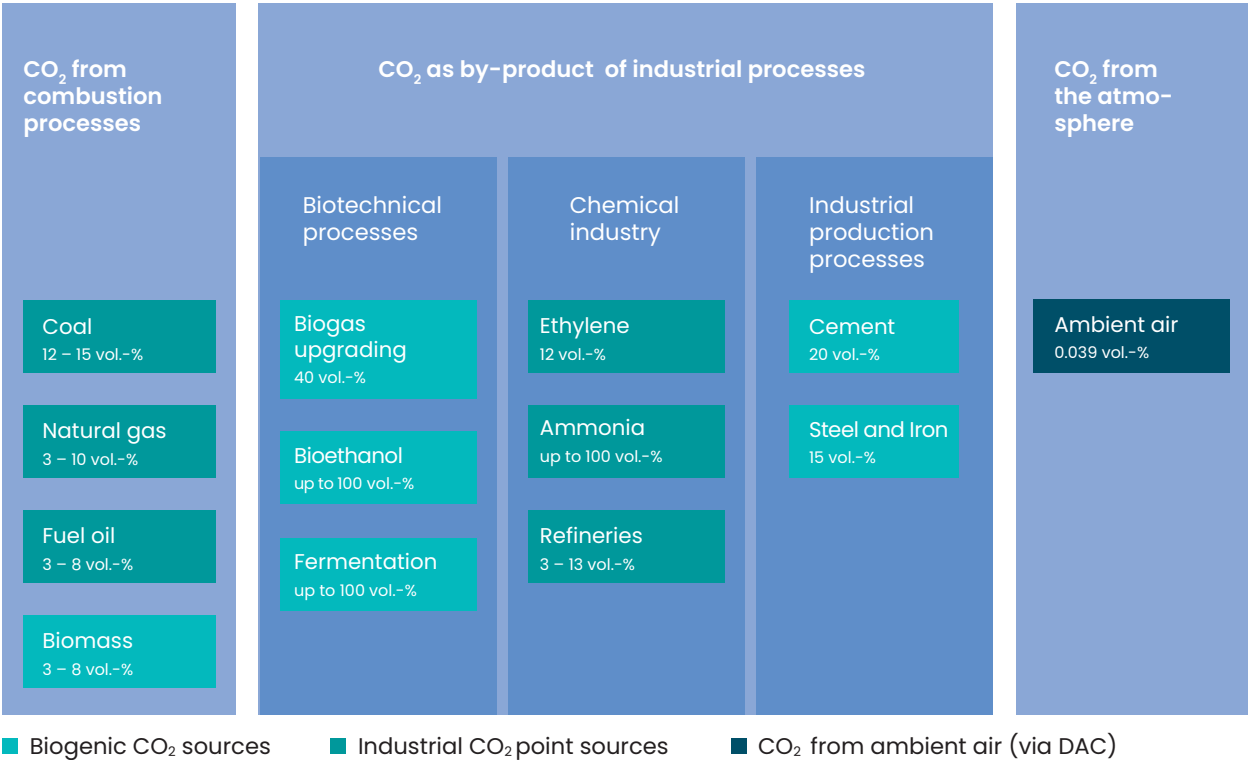 CO₂ from
combustion
processes
Coal
12 – 15 vol.-%
Natural gas
3 – 10 vol.-%
Fuel oil
3 – 8 vol.-%
Biomass
3 – 8 vol.-%
CO₂ as by-product of industrial processes
Biotechnical
processes
Biogas
upgrading
40 vol.-%
Bioethanol
up to 100 vol.-%
Fermentation
up to 100 vol.-%
Chemical
industry
Ethylene
12 vol.-%
Ammonia
up to 100 vol.-%
Refineries
3 – 13 vol.-%
Industrial
production
processes
Cement
20 vol.-%
Steel and Iron
15 vol.-%
CO₂ from
the atmo-
sphere
Ambient air
0.039 vol.-%
Biogenic CO₂ sources
Industrial CO₂ point sources
CO₂ from ambient air (via DAC)